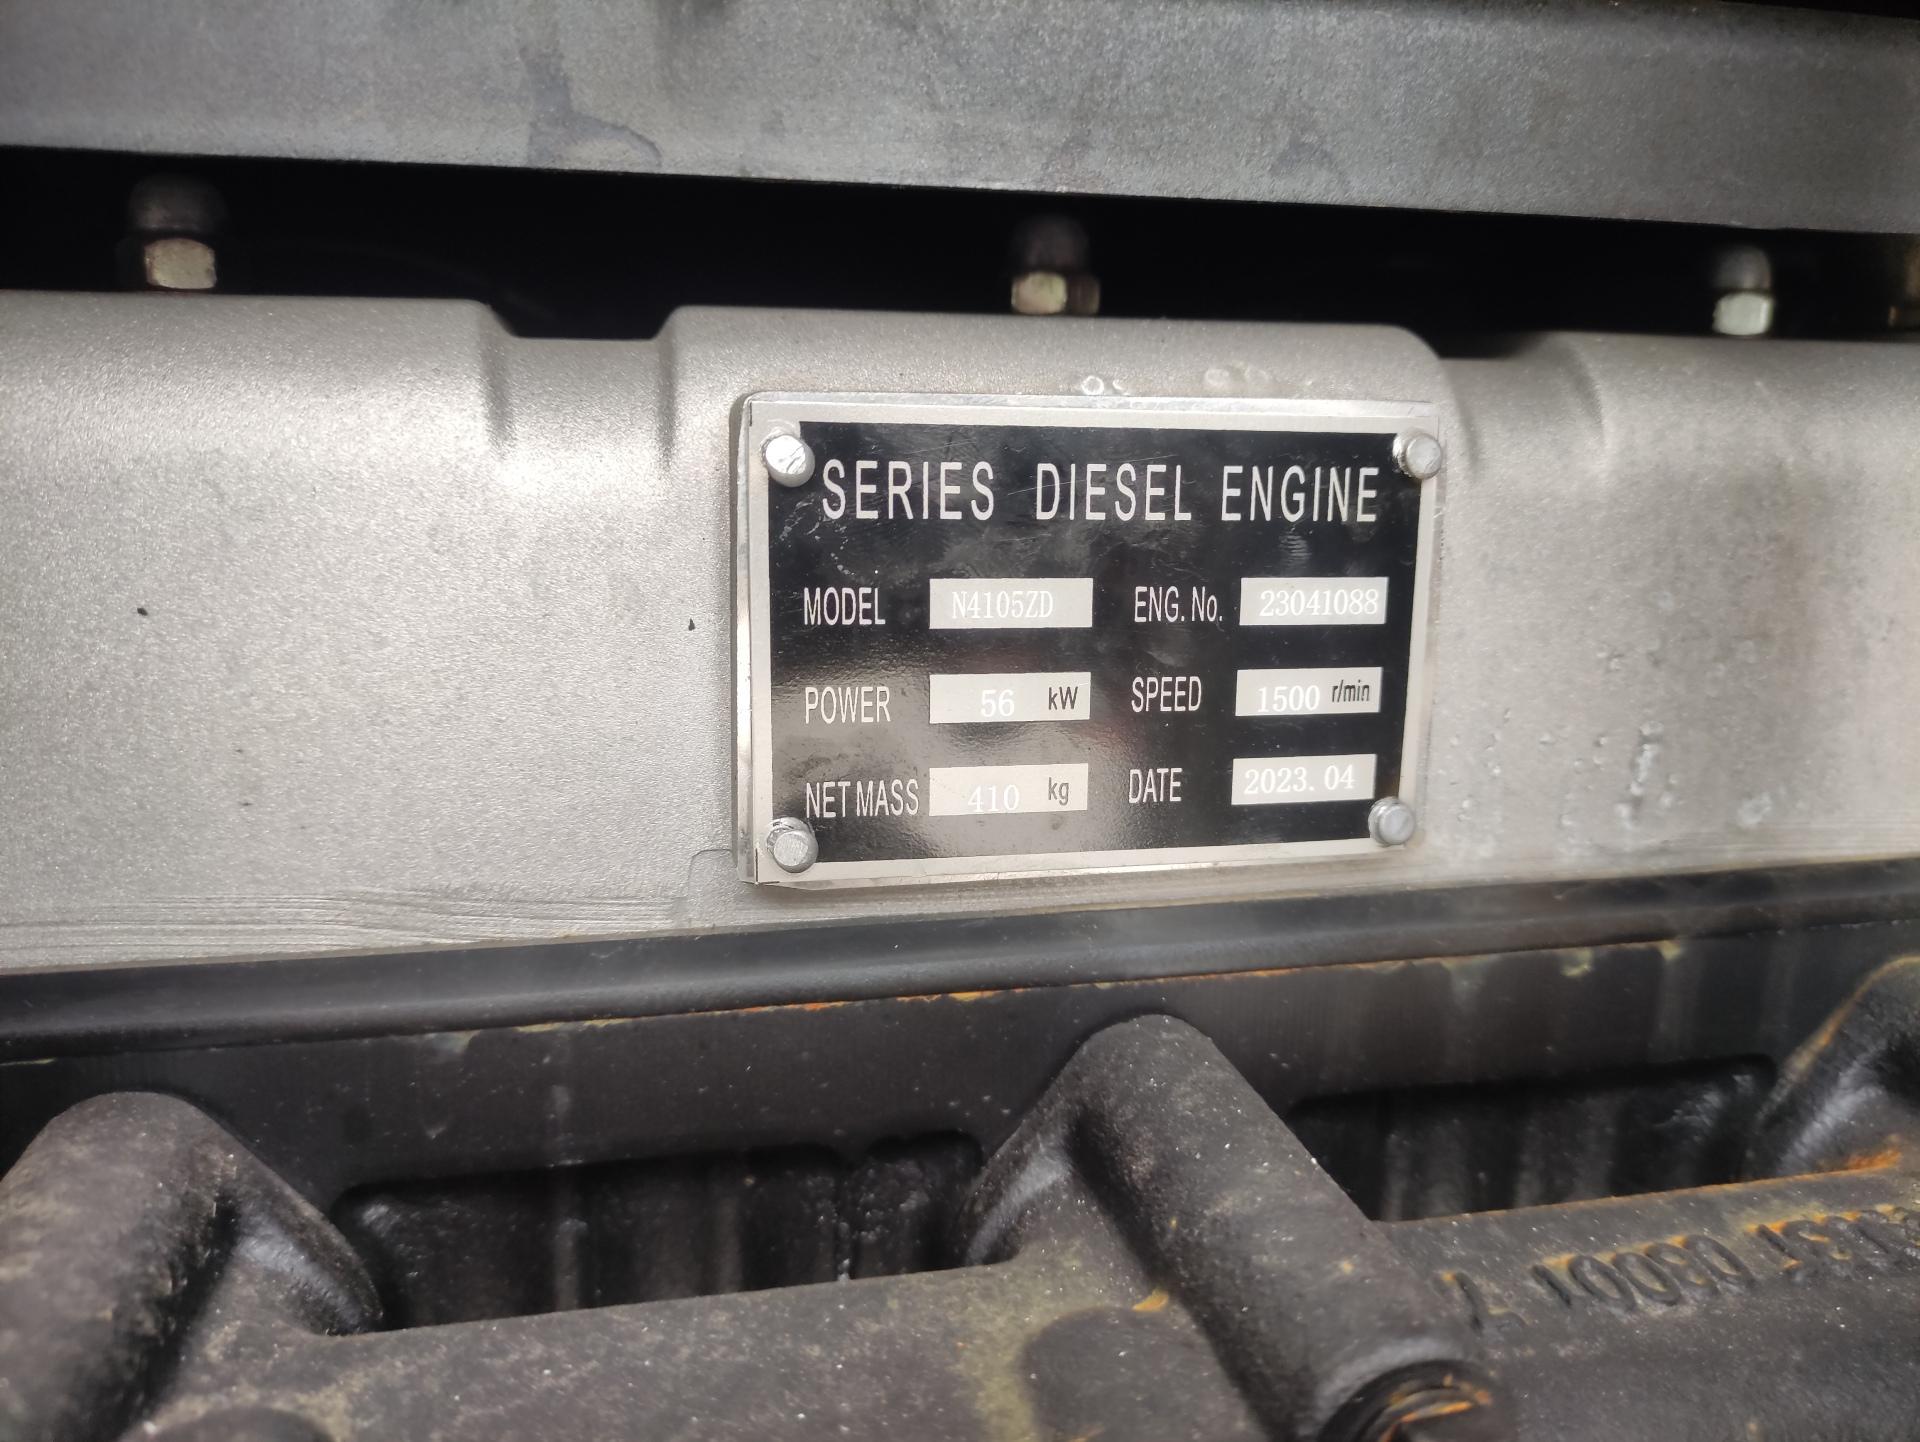 SERIES DIESEL ENGINE
MODEL N4105ZD ENG. No. 23041088
POWER 56 kW SPEED 1500 r/min
NET MASS 410 kg DATE 2023.04